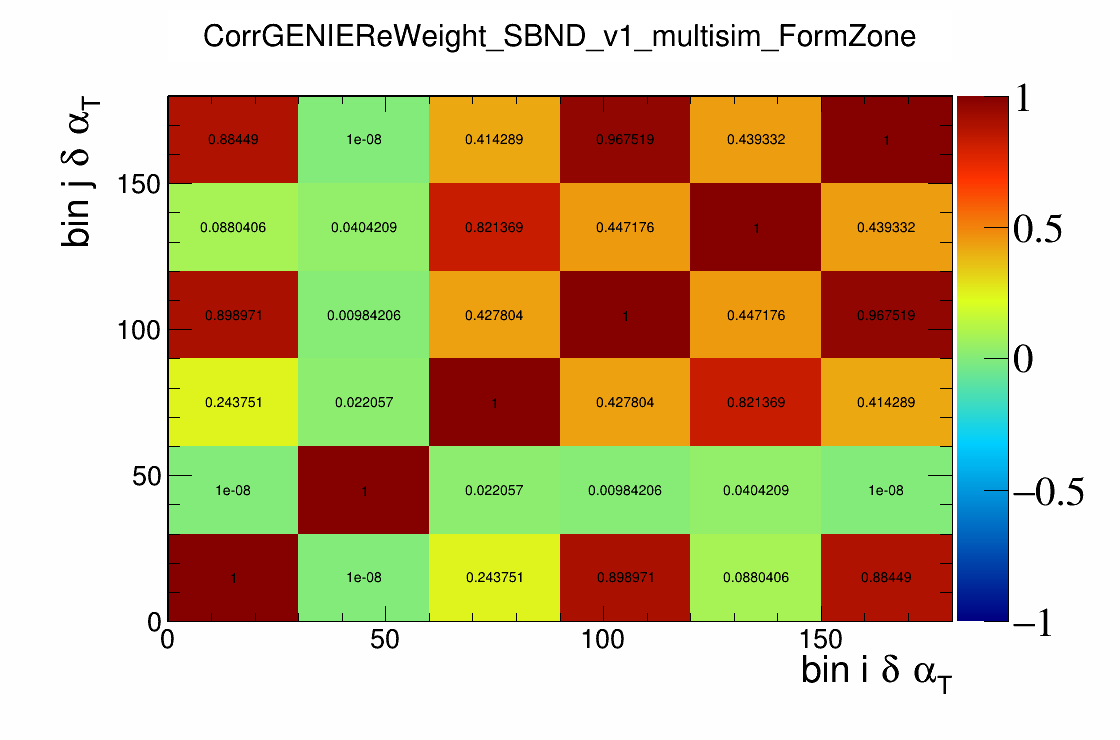 CorrGENIEReWeight_SBND_v1_multisim_FormZone
bin j δ α_T
1
0.5
0
−0.5
−1
150
100
50
0
0.88449 1e-08 0.414289 0.967519 0.439332 1
0.0880406 0.0404209 0.821369 0.447176 1 0.439332
0.898971 0.00984206 0.427804 1 0.447176 0.967519
0.243751 0.022057 1 0.427804 0.821369 0.414289
1e-08 1 0.022057 0.00984206 0.0404209 1e-08
1 1e-08 0.243751 0.898971 0.0880406 0.88449
0 50 100 150
bin i δ α_T